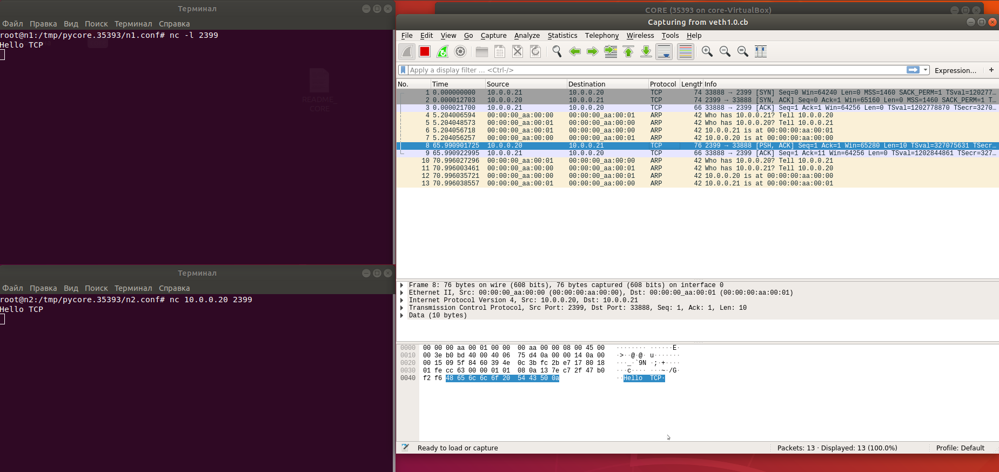 Терминал
Файл Правка Вид Поиск Терминал Справка
root@n1:/tmp/pycore.35393/n1.conf# nc -l 2399
Hello TCP
README_
CORE
Терминал
Файл Правка Вид Поиск Терминал Справка
root@n2:/tmp/pycore.35393/n2.conf# nc 10.0.0.20 2399
Hello TCP
CORE (35393 on core-VirtualBox)
Capturing from veth1.0.cb
File Edit View Go Capture Analyze Statistics Telephony Wireless Tools Help
Apply a display filter ... <Ctrl-/> Expression... +
No. Time Source Destination Protocol Length Info
1 0.000000000 10.0.0.21 10.0.0.20 TCP 74 33888 → 2399 [SYN] Seq=0 Win=64240 Len=0 MSS=1460 SACK_PERM=1 TSval=120277...
2 0.000012703 10.0.0.20 10.0.0.21 TCP 74 2399 → 33888 [SYN, ACK] Seq=0 Ack=1 Win=65160 Len=0 MSS=1460 SACK_PERM=1 T...
3 0.000021700 10.0.0.21 10.0.0.20 TCP 66 33888 → 2399 [ACK] Seq=1 Ack=1 Win=64256 Len=0 TSval=1202778870 TSecr=3270...
4 5.204006594 00:00:00_aa:00:00 00:00:00_aa:00:01 ARP 42 Who has 10.0.0.21? Tell 10.0.0.20
5 5.204048573 00:00:00_aa:00:01 00:00:00_aa:00:00 ARP 42 Who has 10.0.0.20? Tell 10.0.0.21
6 5.204056718 00:00:00_aa:00:01 00:00:00_aa:00:00 ARP 42 10.0.0.21 is at 00:00:00:aa:00:01
7 5.204056257 00:00:00_aa:00:00 00:00:00_aa:00:01 ARP 42 10.0.0.20 is at 00:00:00:aa:00:00
8 65.990901725 10.0.0.20 10.0.0.21 TCP 76 2399 → 33888 [PSH, ACK] Seq=1 Ack=1 Win=65280 Len=10 TSval=327075631 TSecr...
9 65.990922995 10.0.0.21 10.0.0.20 TCP 66 33888 → 2399 [ACK] Seq=1 Ack=11 Win=64256 Len=0 TSval=1202844861 TSecr=327...
10 70.996027296 00:00:00_aa:00:01 00:00:00_aa:00:00 ARP 42 Who has 10.0.0.20? Tell 10.0.0.21
11 70.996003461 00:00:00_aa:00:00 00:00:00_aa:00:01 ARP 42 Who has 10.0.0.21? Tell 10.0.0.20
12 70.996035721 00:00:00_aa:00:00 00:00:00_aa:00:01 ARP 42 10.0.0.20 is at 00:00:00:aa:00:00
13 70.996038557 00:00:00_aa:00:01 00:00:00_aa:00:00 ARP 42 10.0.0.21 is at 00:00:00:aa:00:01
Frame 8: 76 bytes on wire (608 bits), 76 bytes captured (608 bits) on interface 0
Ethernet II, Src: 00:00:00_aa:00:00 (00:00:00:aa:00:00), Dst: 00:00:00_aa:00:01 (00:00:00:aa:00:01)
Internet Protocol Version 4, Src: 10.0.0.20, Dst: 10.0.0.21
Transmission Control Protocol, Src Port: 2399, Dst Port: 33888, Seq: 1, Ack: 1, Len: 10
Data (10 bytes)
0000 00 00 00 aa 00 01 00 00 00 aa 00 00 08 00 45 00 ········ ······E·
0010 00 3e b0 bd 40 00 40 06 75 d4 0a 00 00 14 0a 00 ·>··@·@· u·······
0020 00 15 09 5f 84 60 39 4e 0c 3b fc 2b e7 17 80 18 ···_·`9N ·;·+····
0030 01 fe cc 63 00 00 01 01 08 0a 13 7e c7 2f 47 b0 ···c···· ···~·/G·
0040 f2 f6 48 65 6c 6c 6f 20 54 43 50 0a ··Hello TCP·
Ready to load or capture Packets: 13 · Displayed: 13 (100.0%) Profile: Default